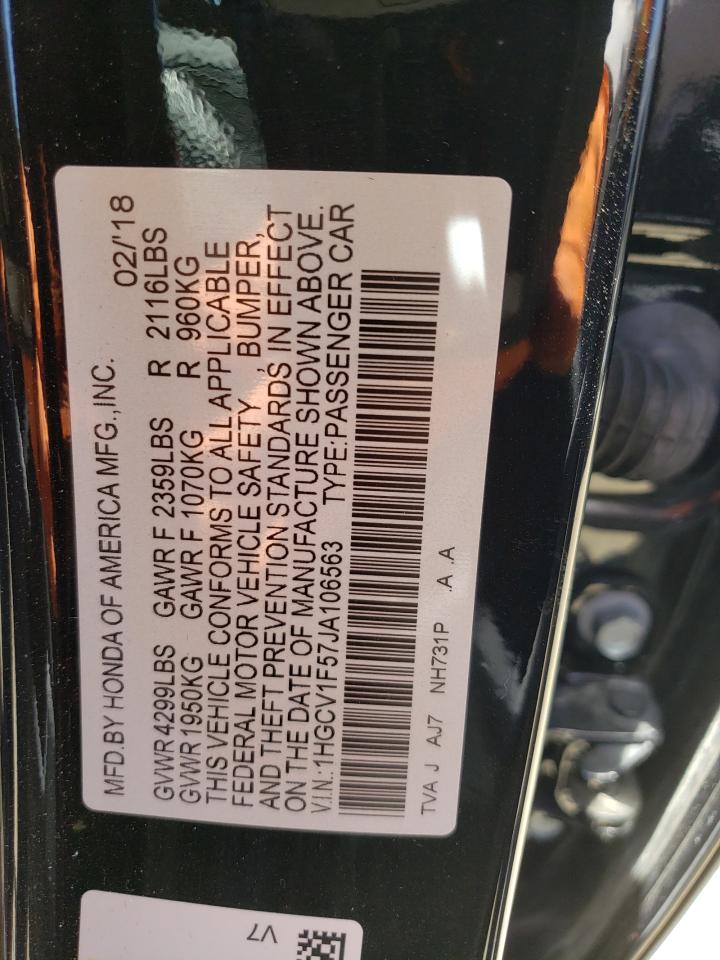 MFD.BY HONDA OF AMERICA MFG.,INC. 02/'18
GVWR 4299LBS GAWR F 2359LBS R 2116LBS
GVWR 1950KG GAWR F 1070KG R 960KG
THIS VEHICLE CONFORMS TO ALL APPLICABLE
FEDERAL MOTOR VEHICLE SAFETY , BUMPER,
AND THEFT PREVENTION STANDARDS IN EFFECT
ON THE DATE OF MANUFACTURE SHOWN ABOVE.
V.I.N.:1HGCV1F57JA106563 TYPE:PASSENGER CAR
TVA J AJ7 NH731P .A .A
V7